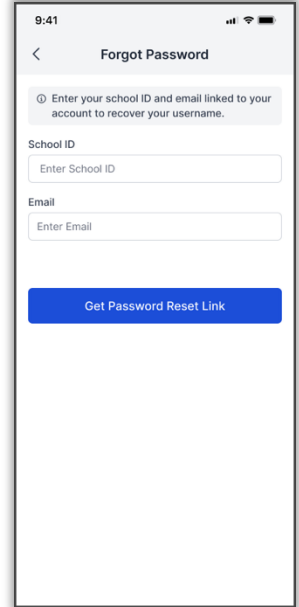 9:41
Forgot Password
Enter your school ID and email linked to your
account to recover your username.
School ID
Enter School ID
Email
Enter Email
Get Password Reset Link